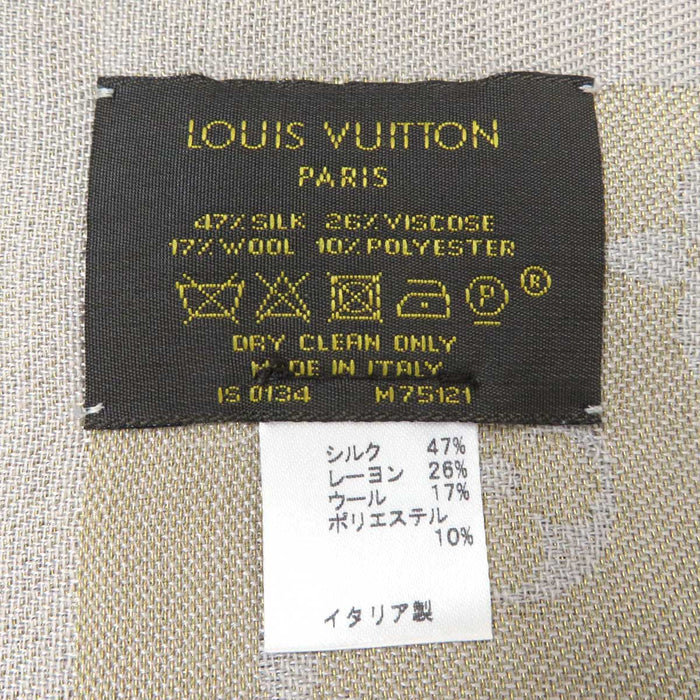 LOUIS VUITTON
PARIS
47% SILK 26% VISCOSE
17% WOOL 10% POLYESTER
P ®
DRY CLEAN ONLY
MADE IN ITALY
IS 0134 M75121
シルク 47%
レーヨン 26%
ウール 17%
ポリエステル
10%
イタリア製